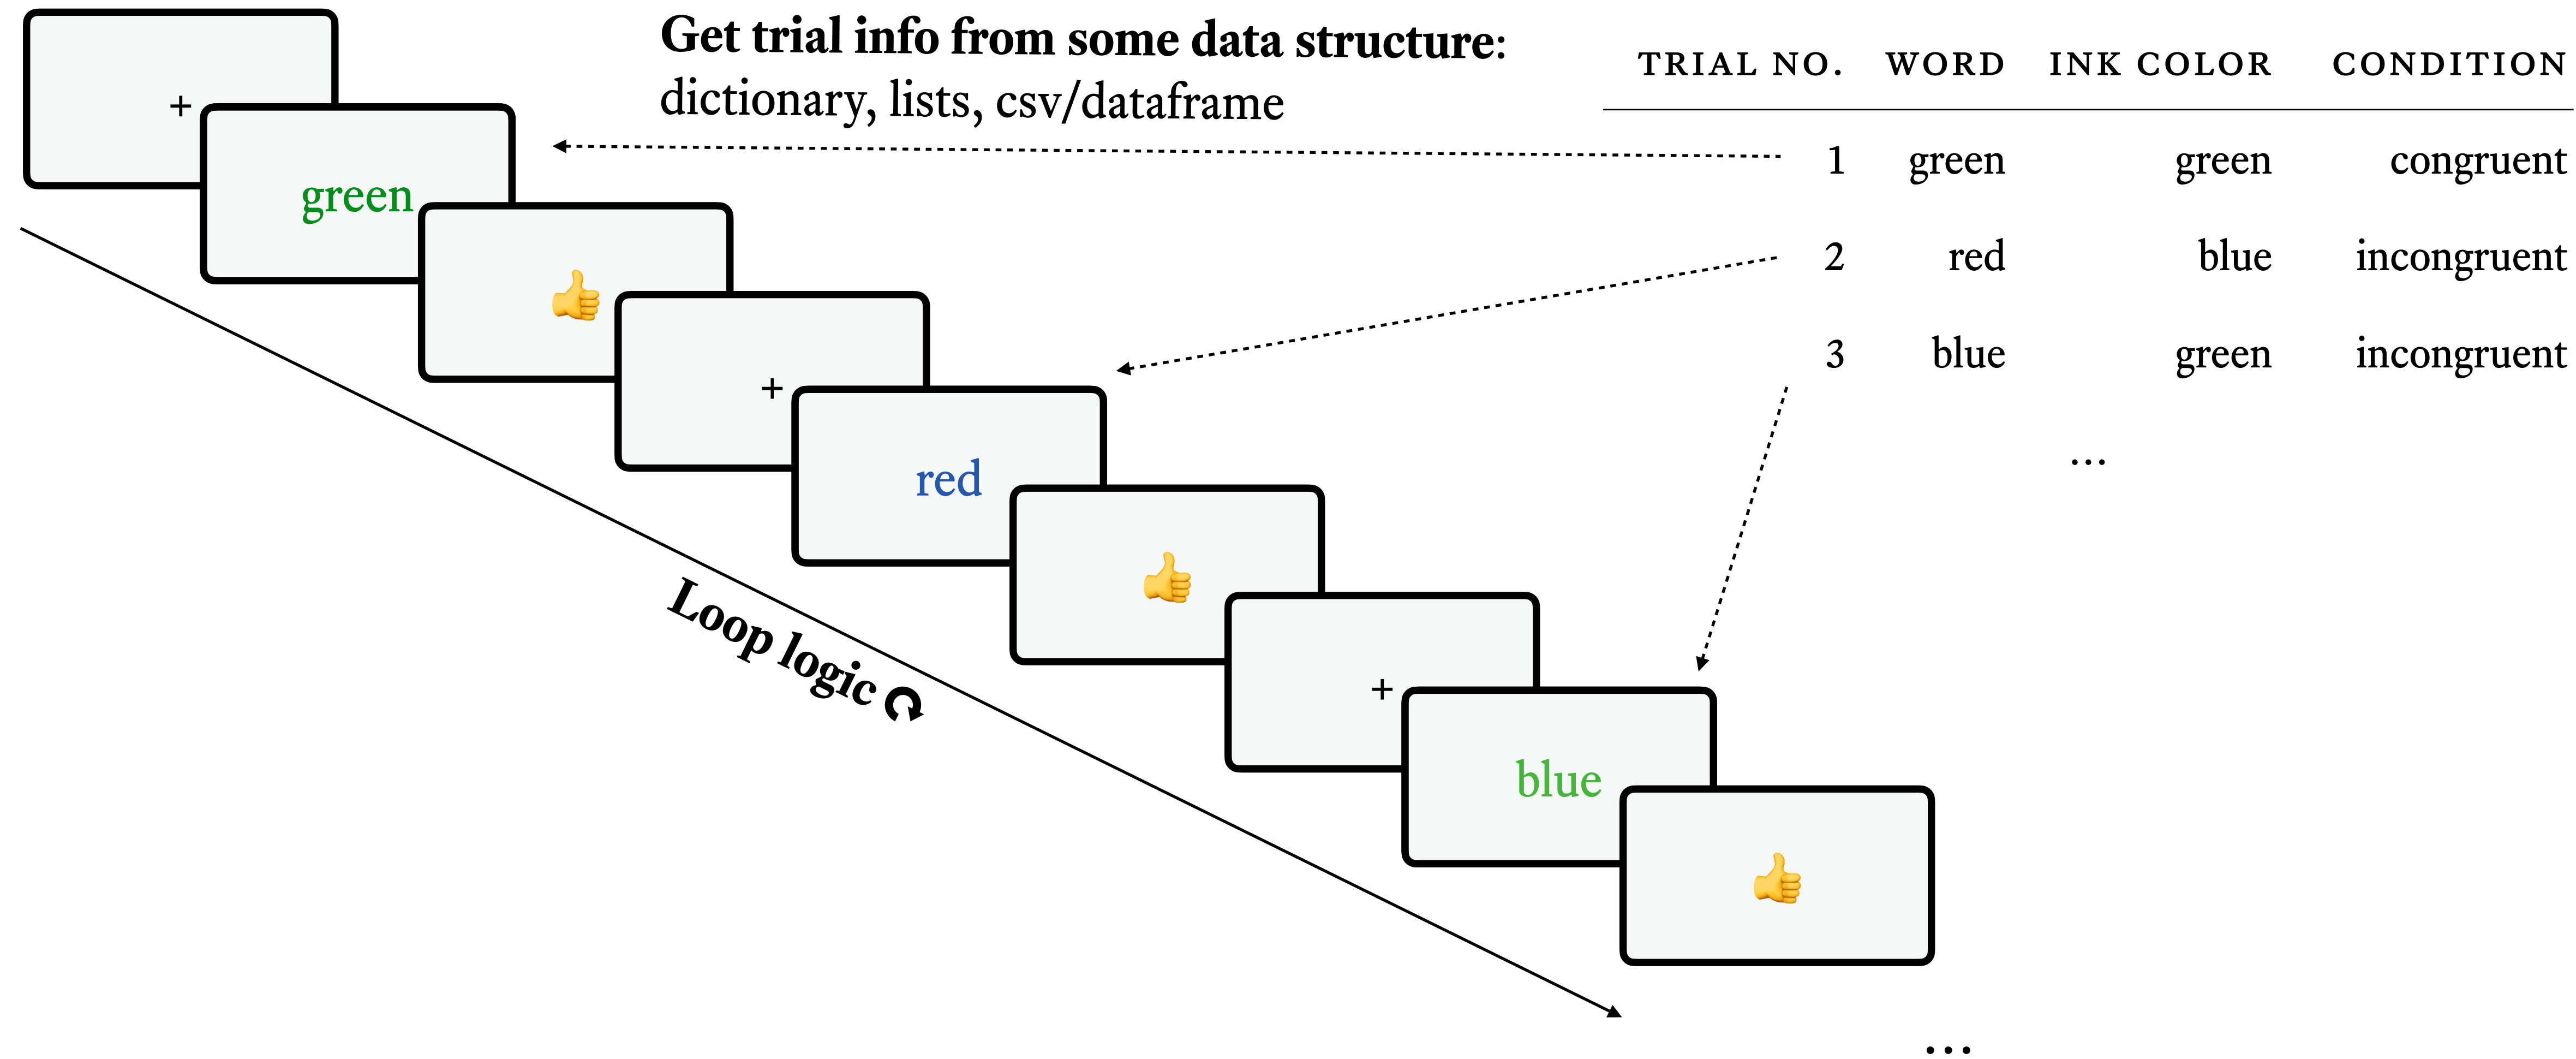 Get trial info from some data structure:
dictionary, lists, csv/dataframe
TRIAL NO. WORD INK COLOR CONDITION
1 green green congruent
2 red blue incongruent
3 blue green incongruent
...
+
green
+
red
+
blue
Loop logic
...